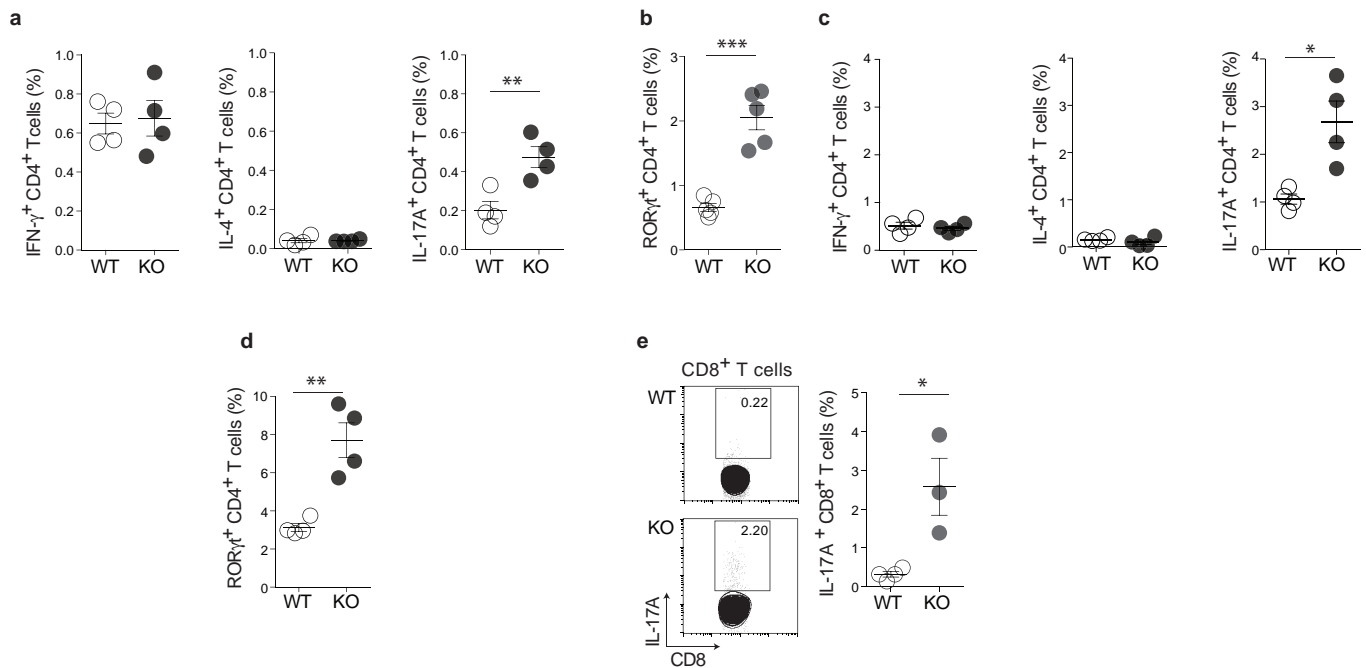 a
IFN-γ⁺ CD4⁺ T cells (%)
1.0
0.8
0.6
0.4
0.2
0.0
WT KO
IL-4⁺ CD4⁺ T cells (%)
1.0
0.8
0.6
0.4
0.2
0.0
WT KO
IL-17A⁺ CD4⁺ T cells (%)
1.0
0.8
0.6
0.4
0.2
0.0
**
WT KO
b
RORγt⁺ CD4⁺ T cells (%)
3
2
1
0
***
WT KO
c
IFN-γ⁺ CD4⁺ T cells (%)
4
3
2
1
0
WT KO
IL-4⁺ CD4⁺ T cells (%)
4
3
2
1
0
WT KO
IL-17A⁺ CD4⁺ T cells (%)
4
3
2
1
0
*
WT KO
d
RORγt⁺ CD4⁺ T cells (%)
10
8
6
4
2
0
**
WT KO
e
CD8⁺ T cells
WT
0.22
KO
2.20
IL-17A
CD8
IL-17A⁺ CD8⁺ T cells (%)
5
4
3
2
1
0
*
WT KO